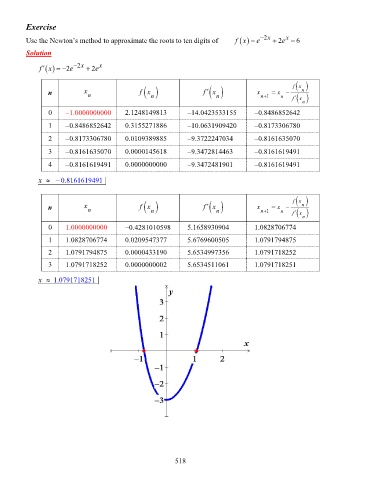 Exercise
Use the Newton's method to approximate the roots to ten digits of f(x) = e^{-2x} + 2e^x = 6
Solution
f'(x) = -2e^{-2x} + 2e^x
n x_n f(x_n) f'(x_n) x_{n+1} = x_n - f(x_n)/f'(x_n)
0 -1.0000000000 2.1248149813 -14.0423533155 -0.8486852642
1 -0.8486852642 0.3155271886 -10.0631909420 -0.8173306780
2 -0.8173306780 0.0109389885 -9.3722247034 -0.8161635070
3 -0.8161635070 0.0000145618 -9.3472814463 -0.8161619491
4 -0.8161619491 0.0000000000 -9.3472481901 -0.8161619491
x ≈ -0.8161619491
n x_n f(x_n) f'(x_n) x_{n+1} = x_n - f(x_n)/f'(x_n)
0 1.0000000000 -0.4281010598 5.1658930904 1.0828706774
1 1.0828706774 0.0209547377 5.6769600505 1.0791794875
2 1.0791794875 0.0000433190 5.6534997356 1.0791718252
3 1.0791718252 0.0000000002 5.6534511061 1.0791718251
x ≈ 1.0791718251
y
3
2
1
x
-1 1 2
-1
-2
-3
518